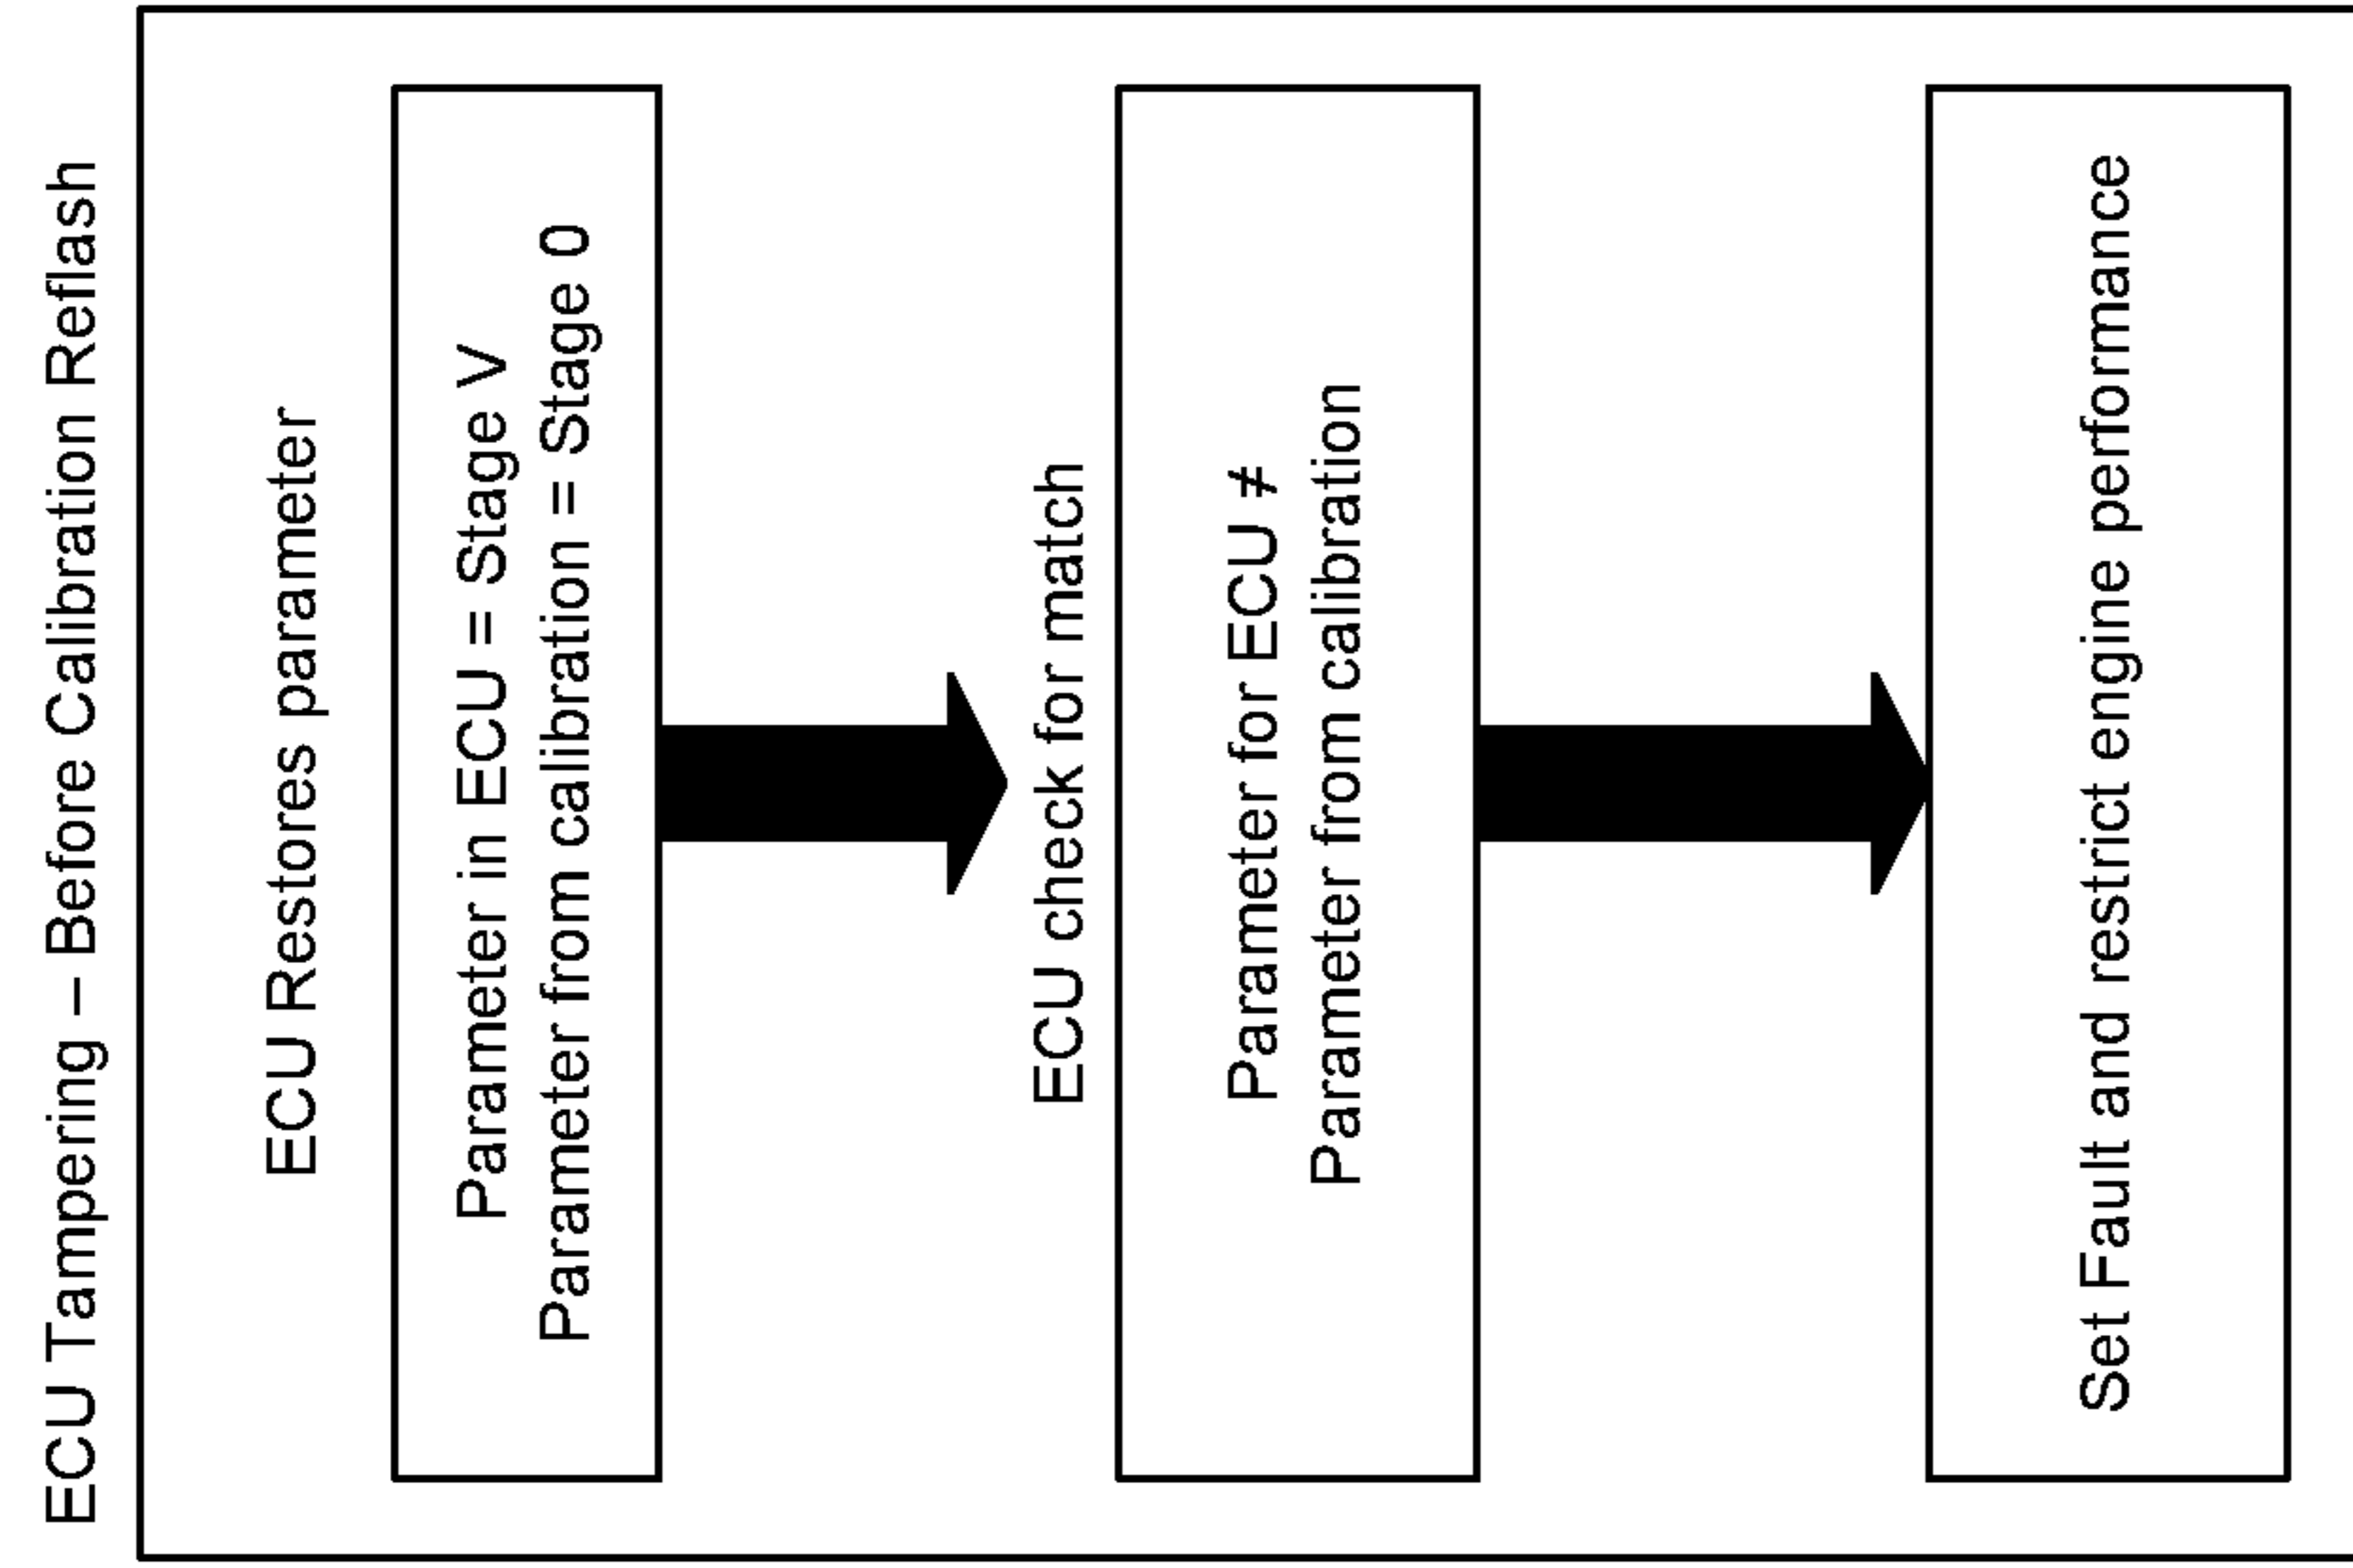 ECU Tampering – Before Calibration Reflash
ECU Restores parameter
Parameter in ECU = Stage V
Parameter from calibration = Stage 0
ECU check for match
Parameter for ECU ≠
Parameter from calibration
Set Fault and restrict engine performance